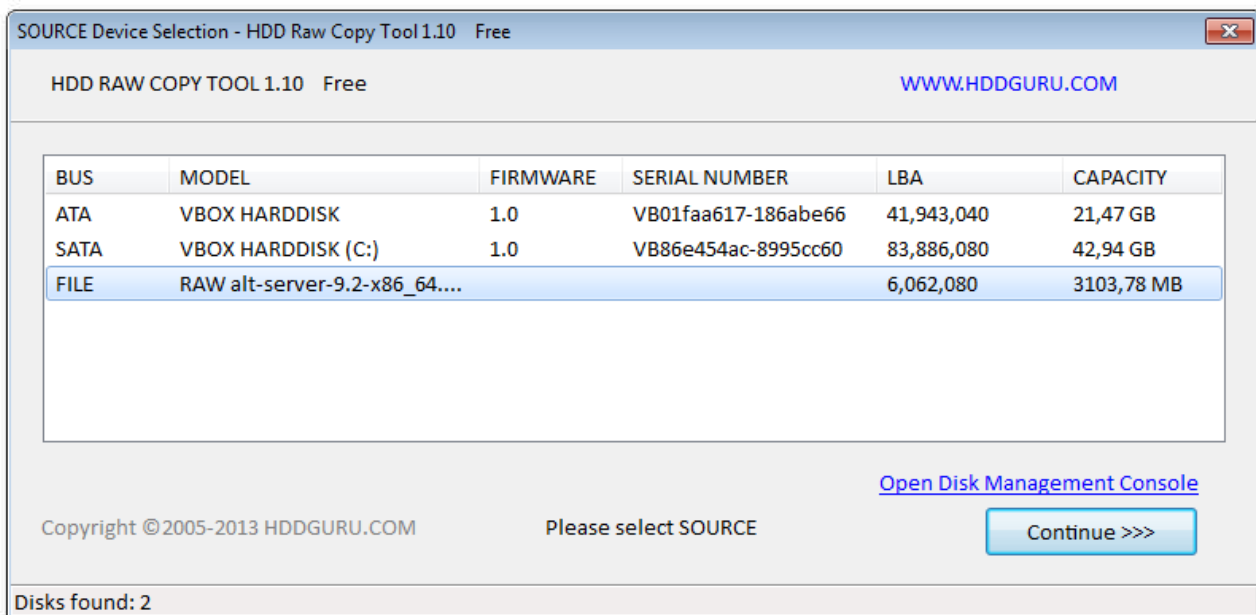 SOURCE Device Selection - HDD Raw Copy Tool 1.10 Free
HDD RAW COPY TOOL 1.10 Free WWW.HDDGURU.COM
BUS MODEL FIRMWARE SERIAL NUMBER LBA CAPACITY
ATA VBOX HARDDISK 1.0 VB01faa617-186abe66 41,943,040 21,47 GB
SATA VBOX HARDDISK (C:) 1.0 VB86e454ac-8995cc60 83,886,080 42,94 GB
FILE RAW alt-server-9.2-x86_64.... 6,062,080 3103,78 MB
Open Disk Management Console
Copyright ©2005-2013 HDDGURU.COM Please select SOURCE Continue >>>
Disks found: 2